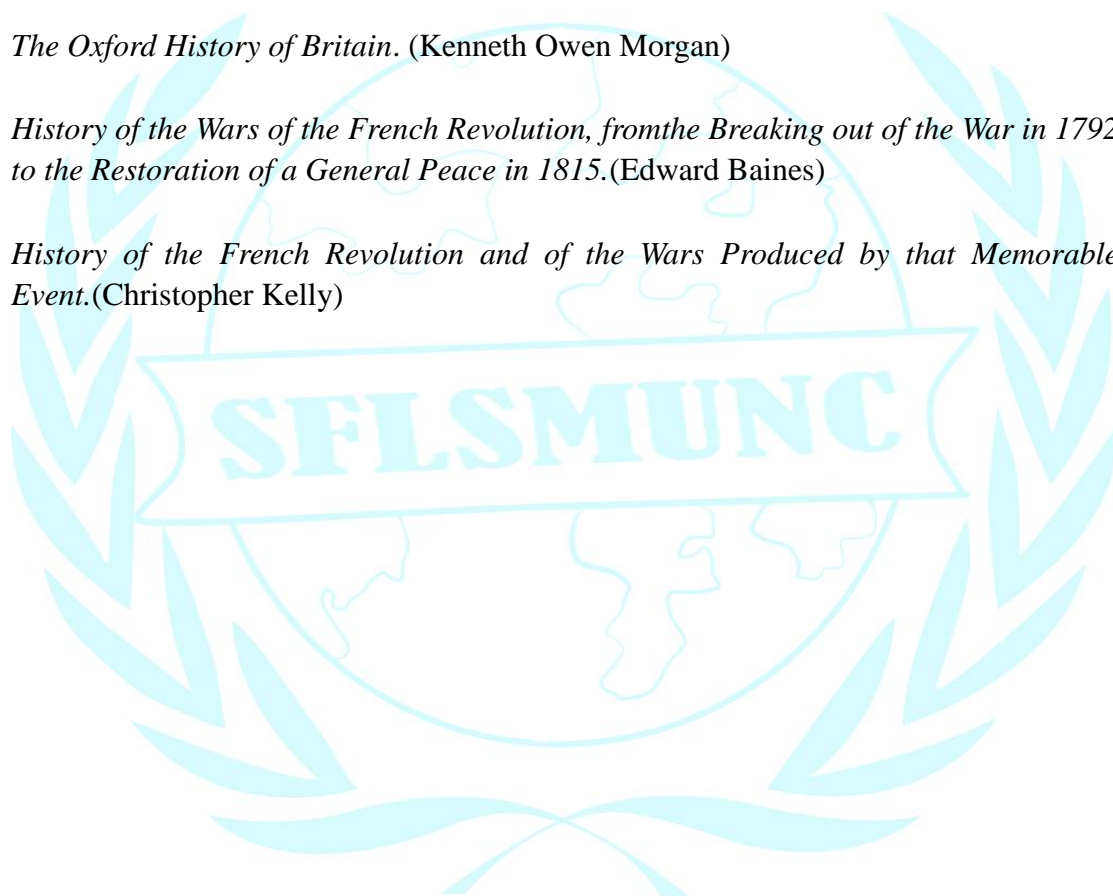 The Oxford History of Britain. (Kenneth Owen Morgan)
History of the Wars of the French Revolution, fromthe Breaking out of the War in 1792
to the Restoration of a General Peace in 1815.(Edward Baines)
History of the French Revolution and of the Wars Produced by that Memorable
Event.(Christopher Kelly)
SFLSMUNC